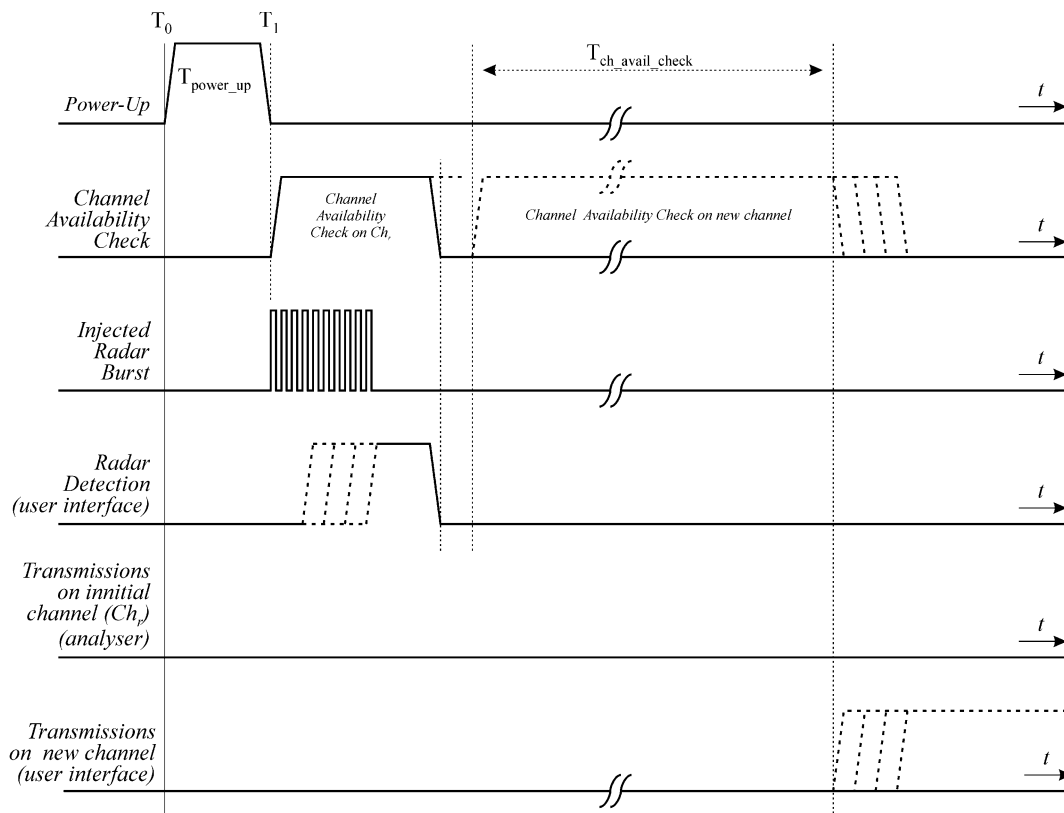 T0 T1
Tch_avail_check
Tpower_up
Power-Up
t
Channel
Availability
Check
Channel
Availability
Check on Chr
Channel Availability Check on new channel
t
Injected
Radar
Burst
t
Radar
Detection
(user interface)
t
Transmissions
on innitial
channel (Chr)
(analyser)
t
Transmissions
on new channel
(user interface)
t